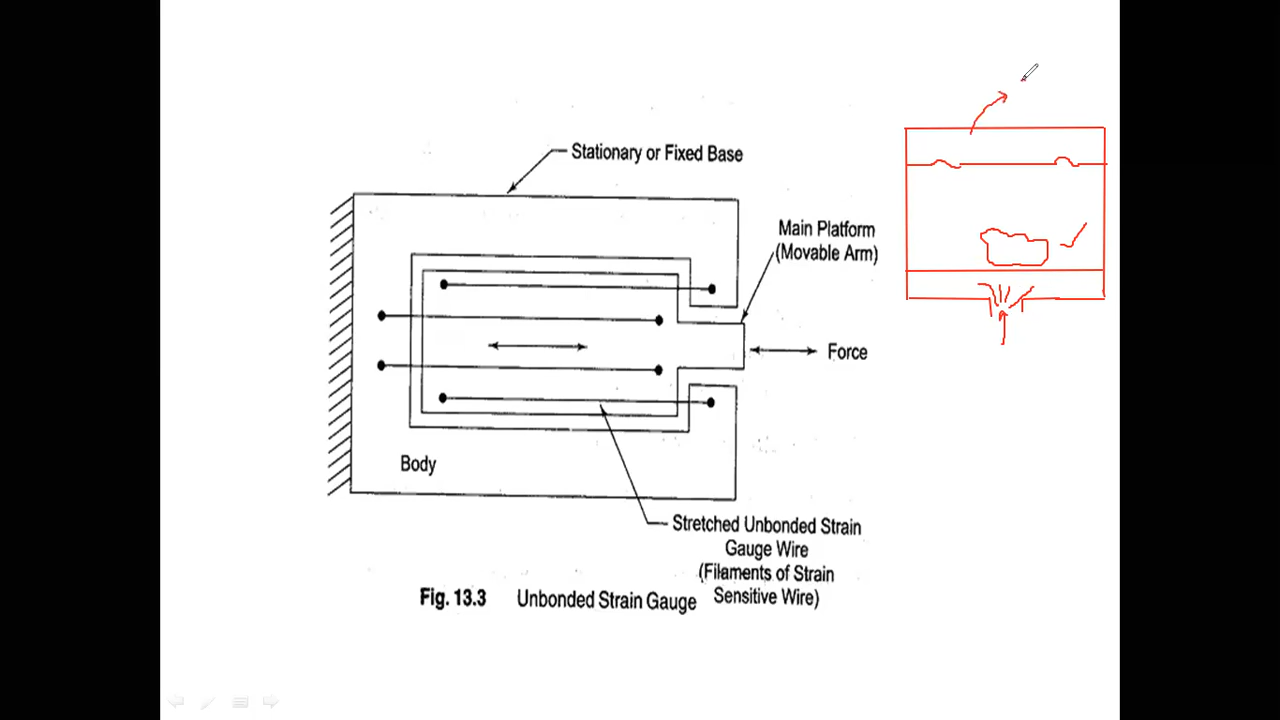 Stationary or Fixed Base
Main Platform
(Movable Arm)
Force
Body
Stretched Unbonded Strain
Gauge Wire
(Filaments of Strain
Sensitive Wire)
Fig. 13.3 Unbonded Strain Gauge